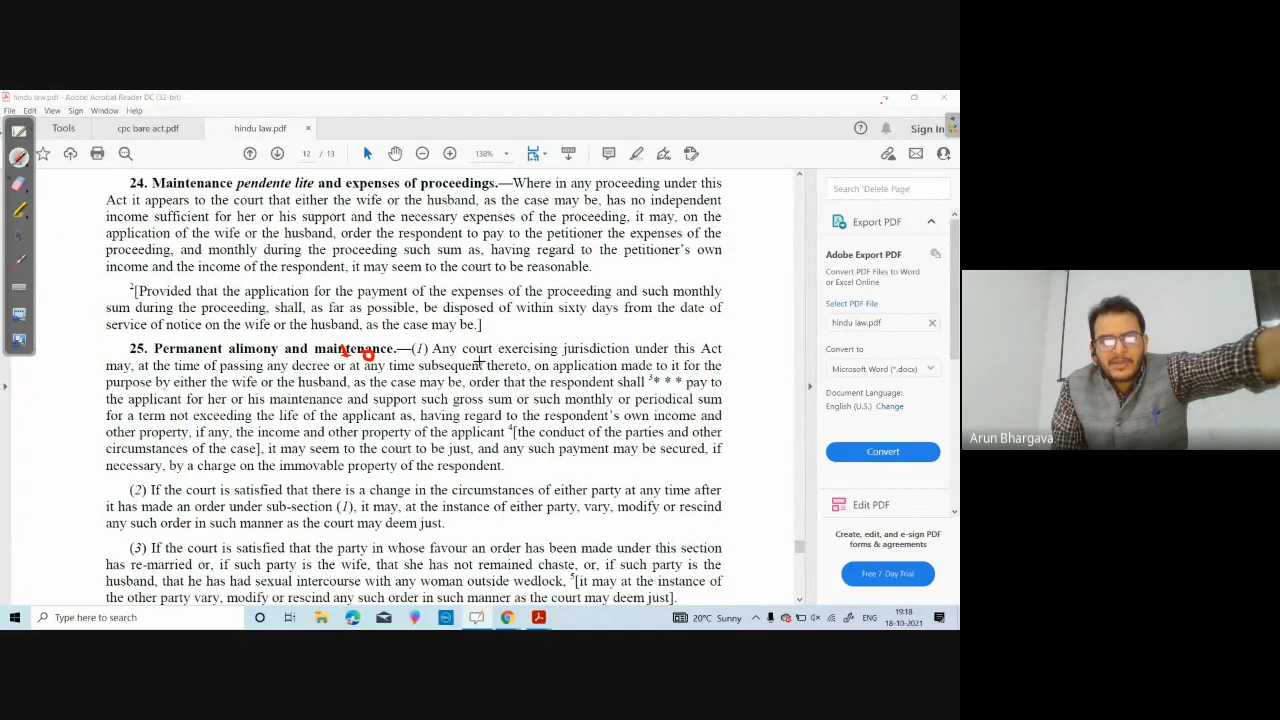 hindu law.pdf - Adobe Acrobat Reader DC (32-bit)
File Edit View Sign Window Help
Tools cpc bare act.pdf hindu law.pdf × Sign In
12 / 13 138%
24. Maintenance pendente lite and expenses of proceedings.—Where in any proceeding under this
Act it appears to the court that either the wife or the husband, as the case may be, has no independent
income sufficient for her or his support and the necessary expenses of the proceeding, it may, on the
application of the wife or the husband, order the respondent to pay to the petitioner the expenses of the
proceeding, and monthly during the proceeding such sum as, having regard to the petitioner's own
income and the income of the respondent, it may seem to the court to be reasonable.
2[Provided that the application for the payment of the expenses of the proceeding and such monthly
sum during the proceeding, shall, as far as possible, be disposed of within sixty days from the date of
service of notice on the wife or the husband, as the case may be.]
25. Permanent alimony and maintenance.—(1) Any court exercising jurisdiction under this Act
may, at the time of passing any decree or at any time subsequent thereto, on application made to it for the
purpose by either the wife or the husband, as the case may be, order that the respondent shall 3* * * pay to
the applicant for her or his maintenance and support such gross sum or such monthly or periodical sum
for a term not exceeding the life of the applicant as, having regard to the respondent's own income and
other property, if any, the income and other property of the applicant 4[the conduct of the parties and other
circumstances of the case], it may seem to the court to be just, and any such payment may be secured, if
necessary, by a charge on the immovable property of the respondent.
(2) If the court is satisfied that there is a change in the circumstances of either party at any time after
it has made an order under sub-section (1), it may, at the instance of either party, vary, modify or rescind
any such order in such manner as the court may deem just.
(3) If the court is satisfied that the party in whose favour an order has been made under this section
has re-married or, if such party is the wife, that she has not remained chaste, or, if such party is the
husband, that he has had sexual intercourse with any woman outside wedlock, 5[it may at the instance of
the other party vary, modify or rescind any such order in such manner as the court may deem just].
Search 'Delete Page'
Export PDF
Adobe Export PDF
Convert PDF Files to Word
or Excel Online
Select PDF File
hindu law.pdf
Convert to
Microsoft Word (*.docx)
Document Language:
English (U.S.) Change
Convert
Edit PDF
Create, edit, and e-sign PDF
forms & agreements
Free 7-Day Trial
Arun Bhargava
Type here to search
20°C Sunny
ENG
19:18
18-10-2021